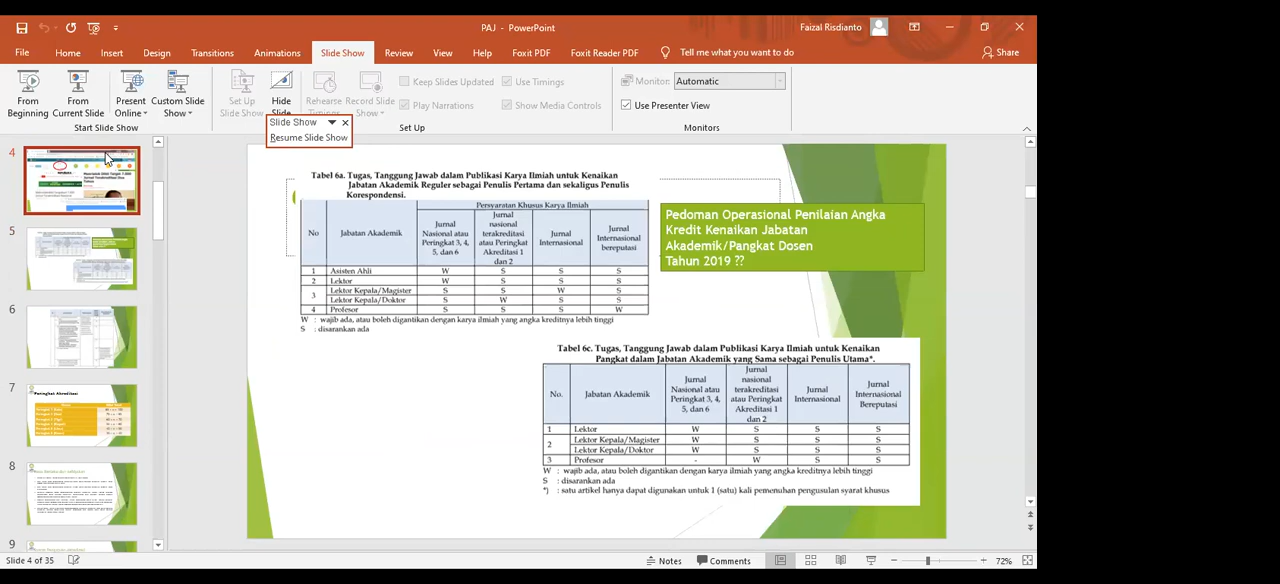 PAJ - PowerPoint
Faizal Risdianto
File Home Insert Design Transitions Animations Slide Show Review View Help Foxit PDF Foxit Reader PDF Tell me what you want to do Share
From Beginning
From Current Slide
Present Online
Custom Slide Show
Set Up Slide Show
Hide Slide
Rehearse Timings
Record Slide Show
Keep Slides Updated
Play Narrations
Use Timings
Show Media Controls
Monitor: Automatic
Use Presenter View
Start Slide Show
Set Up
Monitors
Slide Show
Resume Slide Show
4
5
6
7
Peringkat Akreditasi
8
9
Tabel 6a. Tugas, Tanggung Jawab dalam Publikasi Karya Ilmiah untuk Kenaikan
Jabatan Akademik Reguler sebagai Penulis Pertama dan sekaligus Penulis
Korespondensi.
No Jabatan Akademik Persyaratan Khusus Karya Ilmiah
Jurnal Nasional atau Peringkat 3, 4, 5, dan 6
Jurnal nasional terakreditasi atau Peringkat Akreditasi 1 dan 2
Jurnal Internasional
Jurnal Internasional bereputasi
1 Asisten Ahli W S S S
2 Lektor W S S S
3 Lektor Kepala/Magister S S W S
Lektor Kepala/Doktor S W S S
4 Profesor S S S W
W : wajib ada, atau boleh digantikan dengan karya ilmiah yang angka kreditnya lebih tinggi
S : disarankan ada
Pedoman Operasional Penilaian Angka
Kredit Kenaikan Jabatan
Akademik/Pangkat Dosen
Tahun 2019 ??
Tabel 6c. Tugas, Tanggung Jawab dalam Publikasi Karya Ilmiah untuk Kenaikan
Pangkat dalam Jabatan Akademik yang Sama sebagai Penulis Utama*.
No. Jabatan Akademik
Jurnal Nasional atau Peringkat 3, 4, 5, dan 6
Jurnal nasional terakreditasi atau Peringkat Akreditasi 1 dan 2
Jurnal Internasional
Jurnal Internasional Bereputasi
1 Lektor W S S S
2 Lektor Kepala/Magister W S S S
Lektor Kepala/Doktor W S S S
3 Profesor - W S S
W : wajib ada, atau boleh digantikan dengan karya ilmiah yang angka kreditnya lebih tinggi
S : disarankan ada
*) : satu artikel hanya dapat digunakan untuk 1 (satu) kali pemenuhan pengusulan syarat khusus
Slide 4 of 35
Notes
Comments
72%